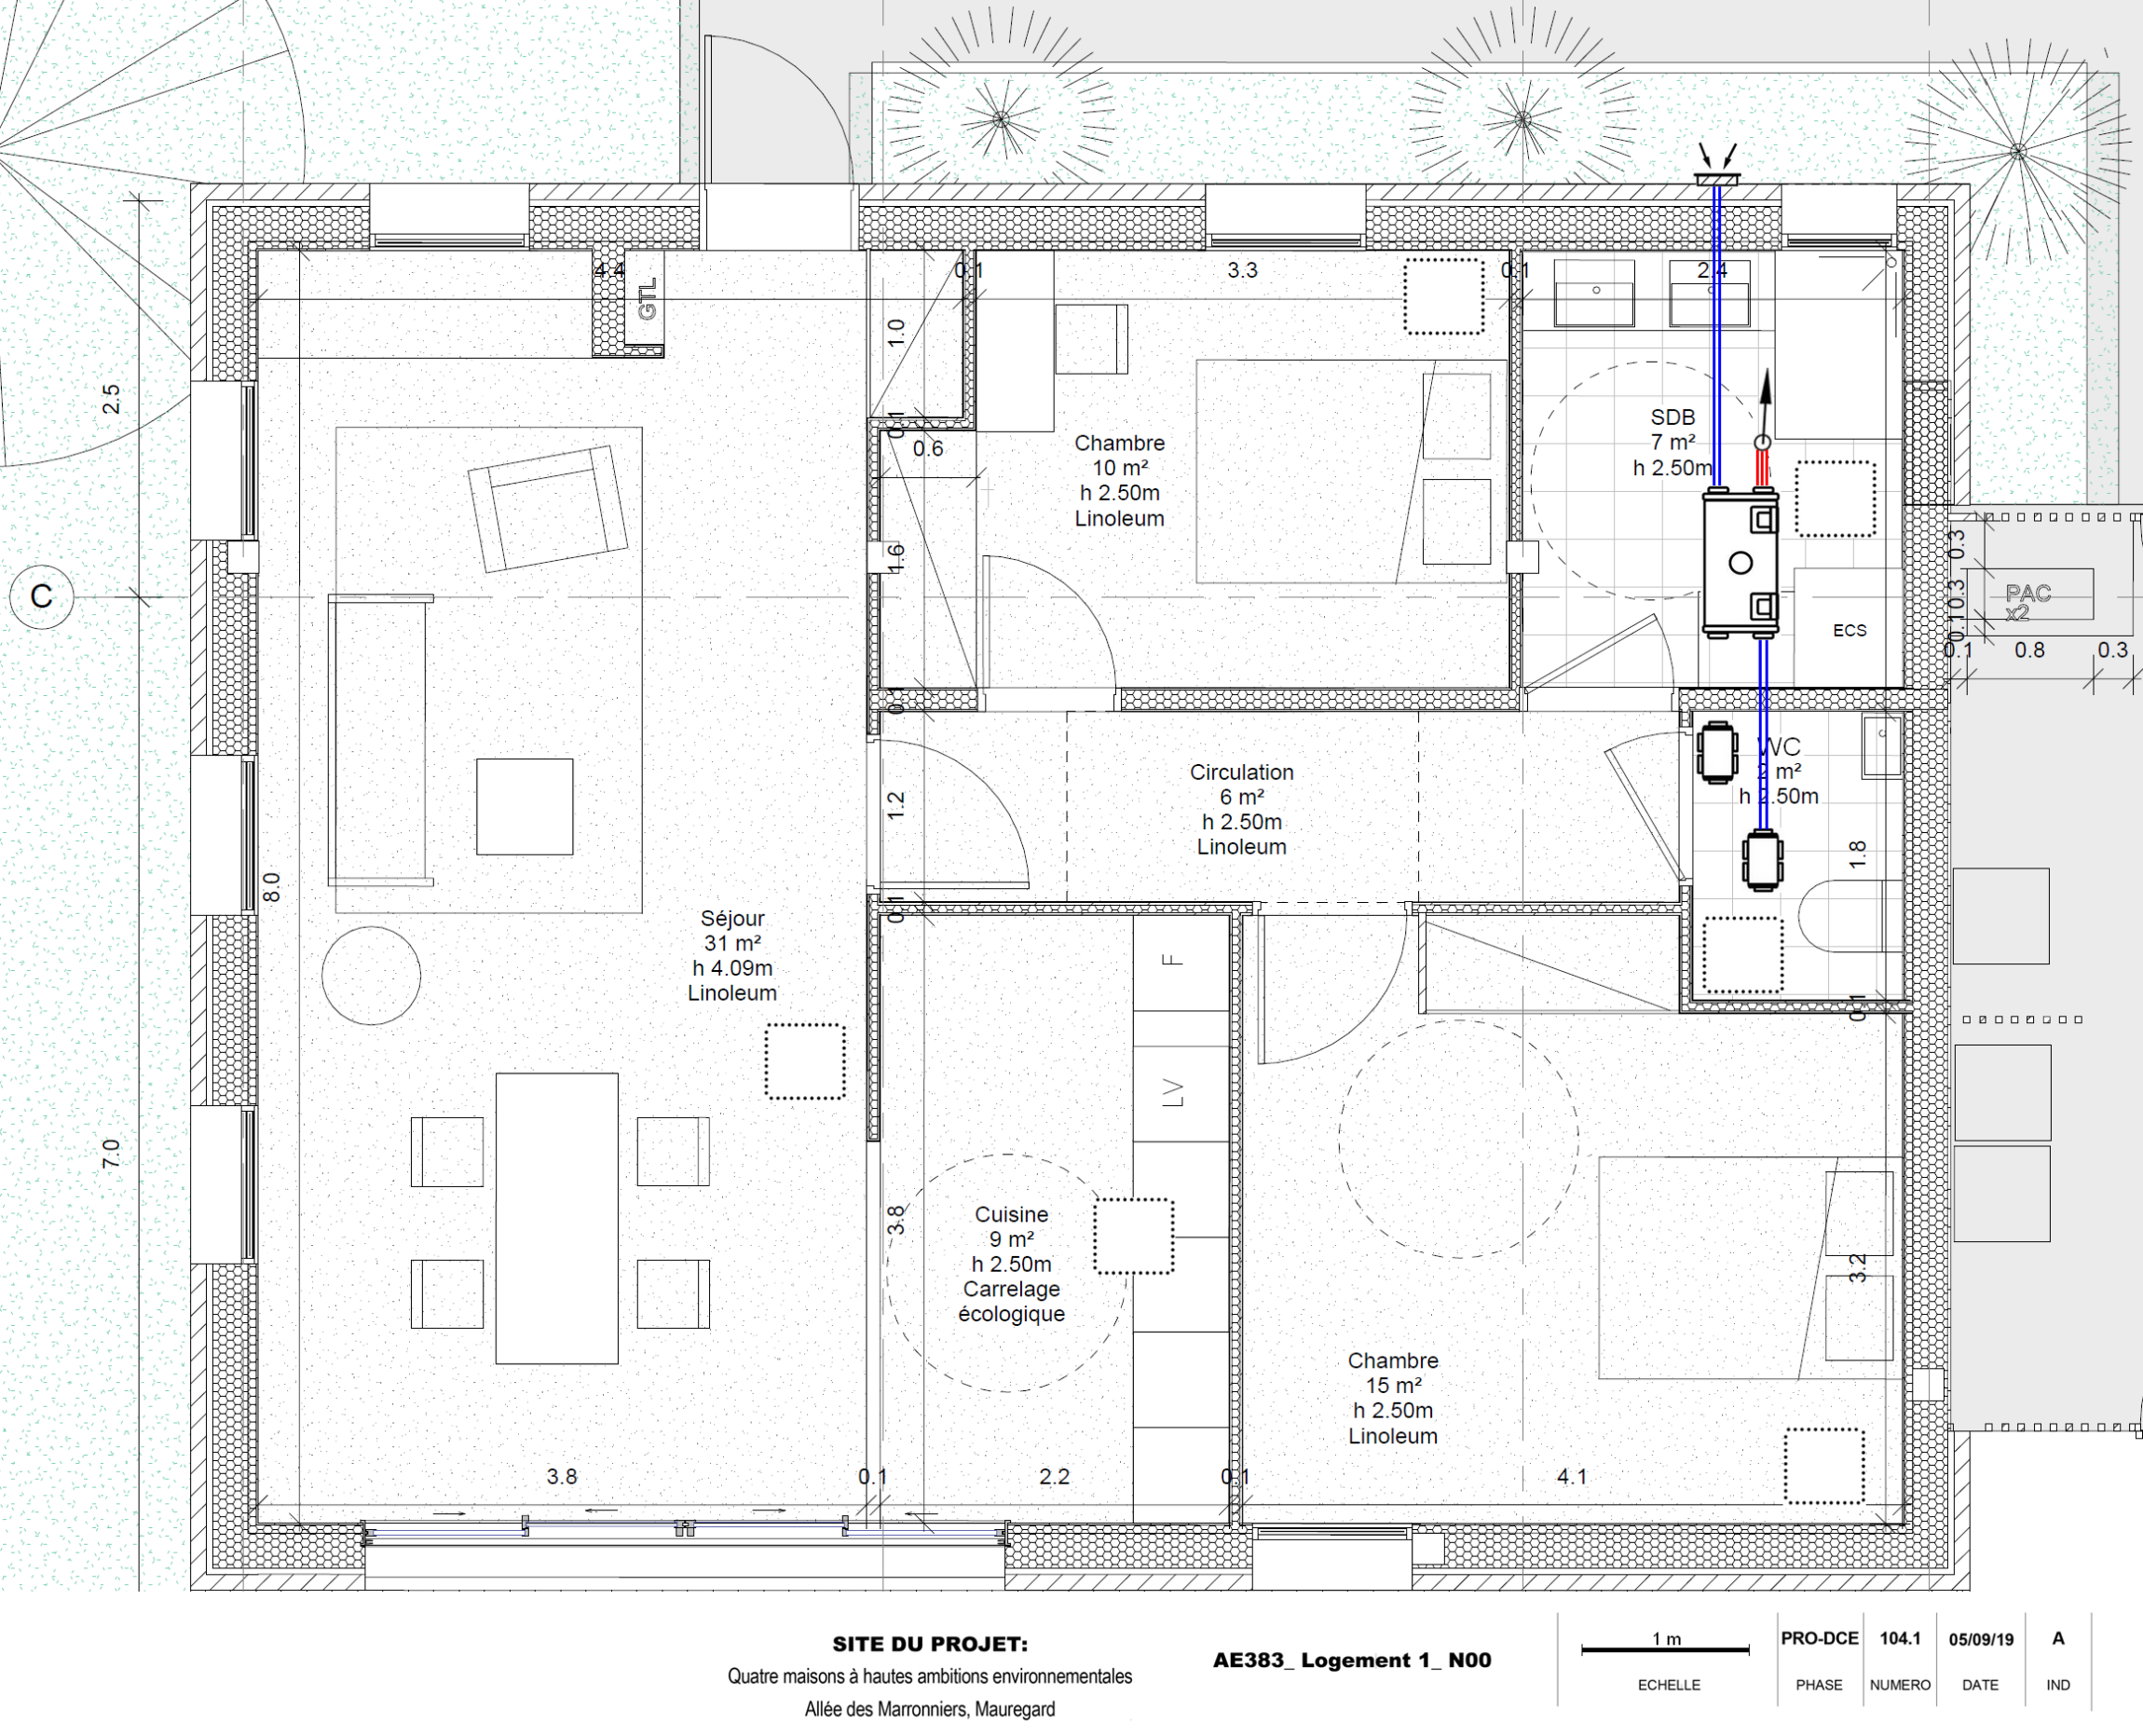 4.4
0.1
3.3
0.1
2.4
GTL
1.0
2.5
0.1
0.6
SDB
7 m²
h 2.50m
Chambre
10 m²
h 2.50m
Linoleum
1.6
0.3
C
0.3
PAC
x2
0.1
ECS
0.1
0.8
0.3
0.1
WC
2 m²
h 2.50m
Circulation
6 m²
h 2.50m
Linoleum
1.2
1.8
8.0
0.1
Séjour
31 m²
h 4.09m
Linoleum
F
0.1
LV
7.0
3.8
Cuisine
9 m²
h 2.50m
Carrelage
écologique
3.2
Chambre
15 m²
h 2.50m
Linoleum
3.8
0.1
2.2
0.1
4.1
SITE DU PROJET:
Quatre maisons à hautes ambitions environnementales
Allée des Marronniers, Mauregard
AE383_ Logement 1_ N00
1 m
ECHELLE
PRO-DCE
PHASE
104.1
NUMERO
05/09/19
DATE
A
IND